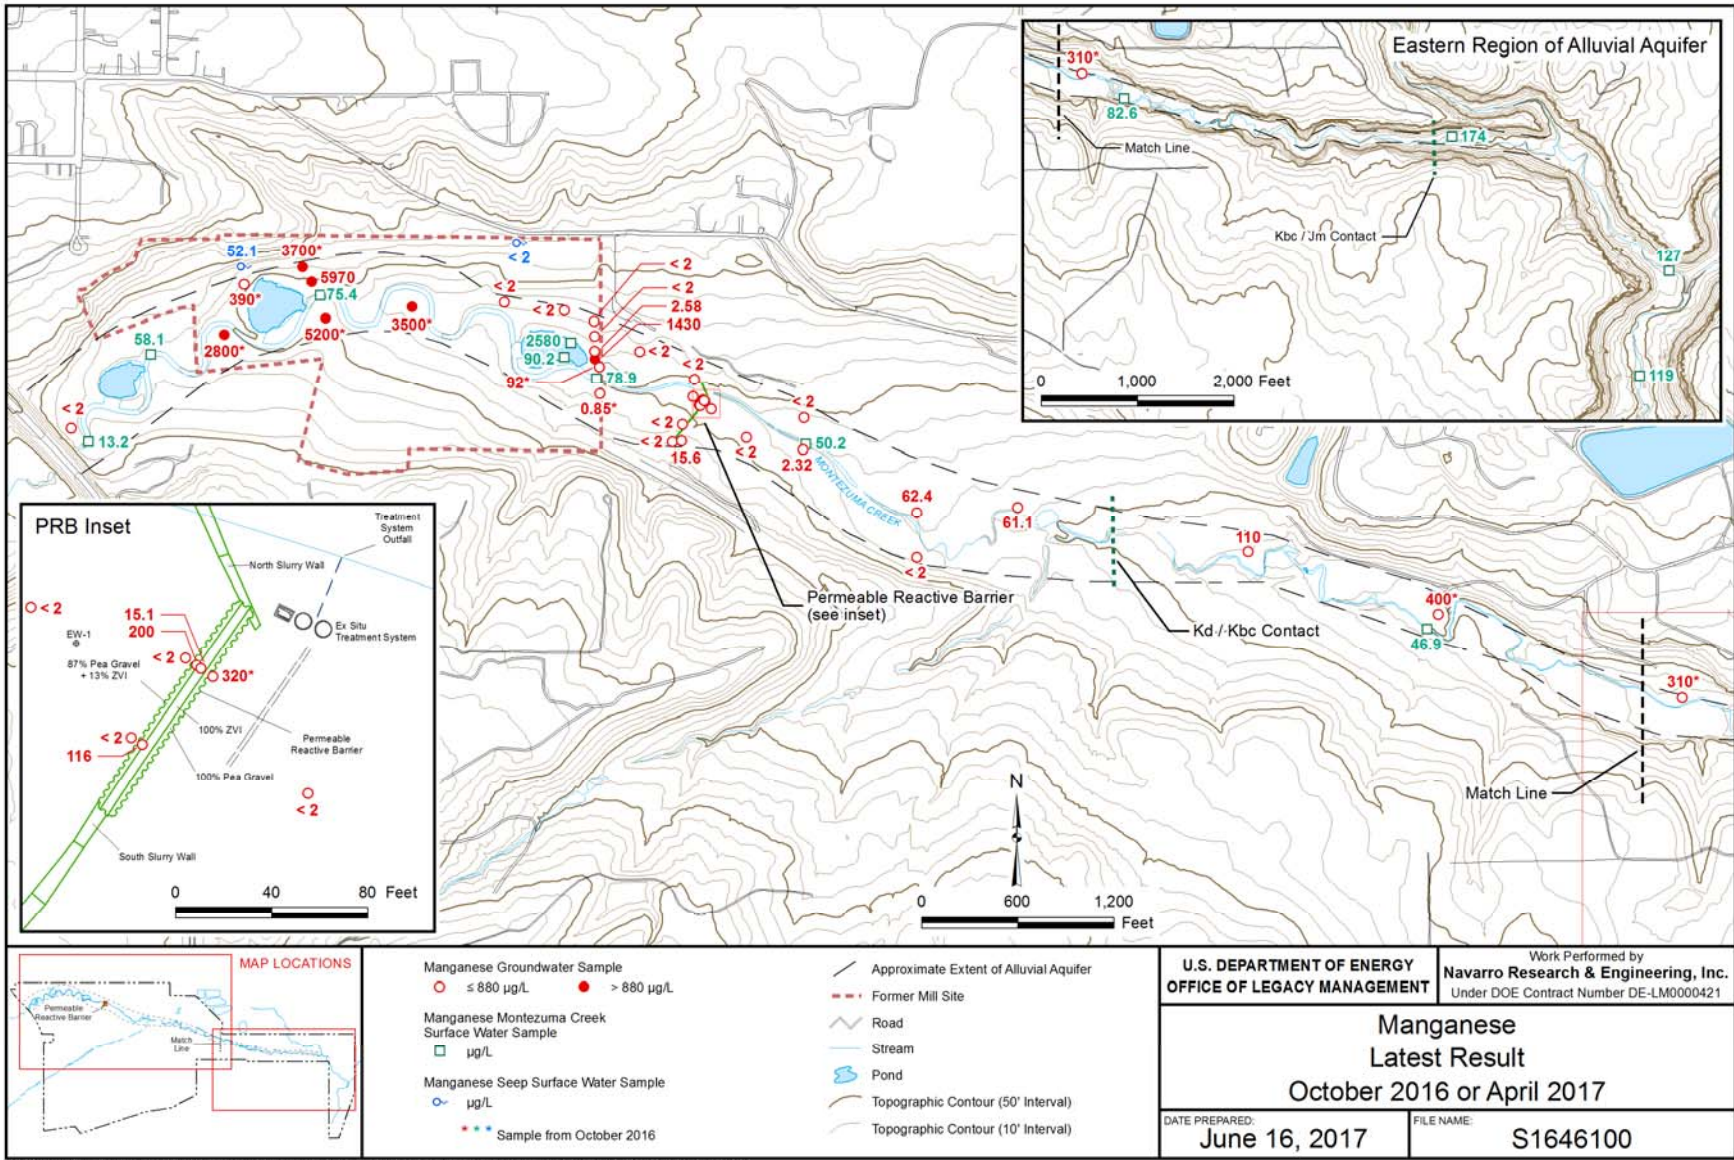 Eastern Region of Alluvial Aquifer
310*
82.6
Match Line
174
Kbc / Jm Contact
127
119
0 1,000 2,000 Feet
52.1
3700*
5970
75.4
390*
5200*
2800*
3500*
58.1
< 2
13.2
< 2
< 2
< 2
< 2
< 2
2.58
1430
2580
90.2
92*
78.9
0.85*
< 2
< 2
< 2
< 2
15.6
< 2
< 2
50.2
2.32
MONTEZUMA CREEK
62.4
< 2
61.1
110
400*
46.9
310*
Permeable Reactive Barrier
(see inset)
Kd / Kbc Contact
Match Line
N
0 600 1,200
Feet
PRB Inset
Treatment
System
Outfall
North Slurry Wall
< 2
15.1
200
EW-1
Ex Situ
Treatment System
< 2
87% Pea Gravel
+ 13% ZVI
320*
100% ZVI
Permeable
Reactive Barrier
< 2
116
100% Pea Gravel
< 2
South Slurry Wall
0 40 80 Feet
MAP LOCATIONS
Permeable
Reactive Barrier
Match
Line
Manganese Groundwater Sample
≤ 880 µg/L > 880 µg/L
Manganese Montezuma Creek
Surface Water Sample
µg/L
Manganese Seep Surface Water Sample
µg/L
* * * Sample from October 2016
Approximate Extent of Alluvial Aquifer
Former Mill Site
Road
Stream
Pond
Topographic Contour (50' Interval)
Topographic Contour (10' Interval)
U.S. DEPARTMENT OF ENERGY
OFFICE OF LEGACY MANAGEMENT
Work Performed by
Navarro Research & Engineering, Inc.
Under DOE Contract Number DE-LM0000421
Manganese
Latest Result
October 2016 or April 2017
DATE PREPARED:
June 16, 2017
FILE NAME:
S1646100